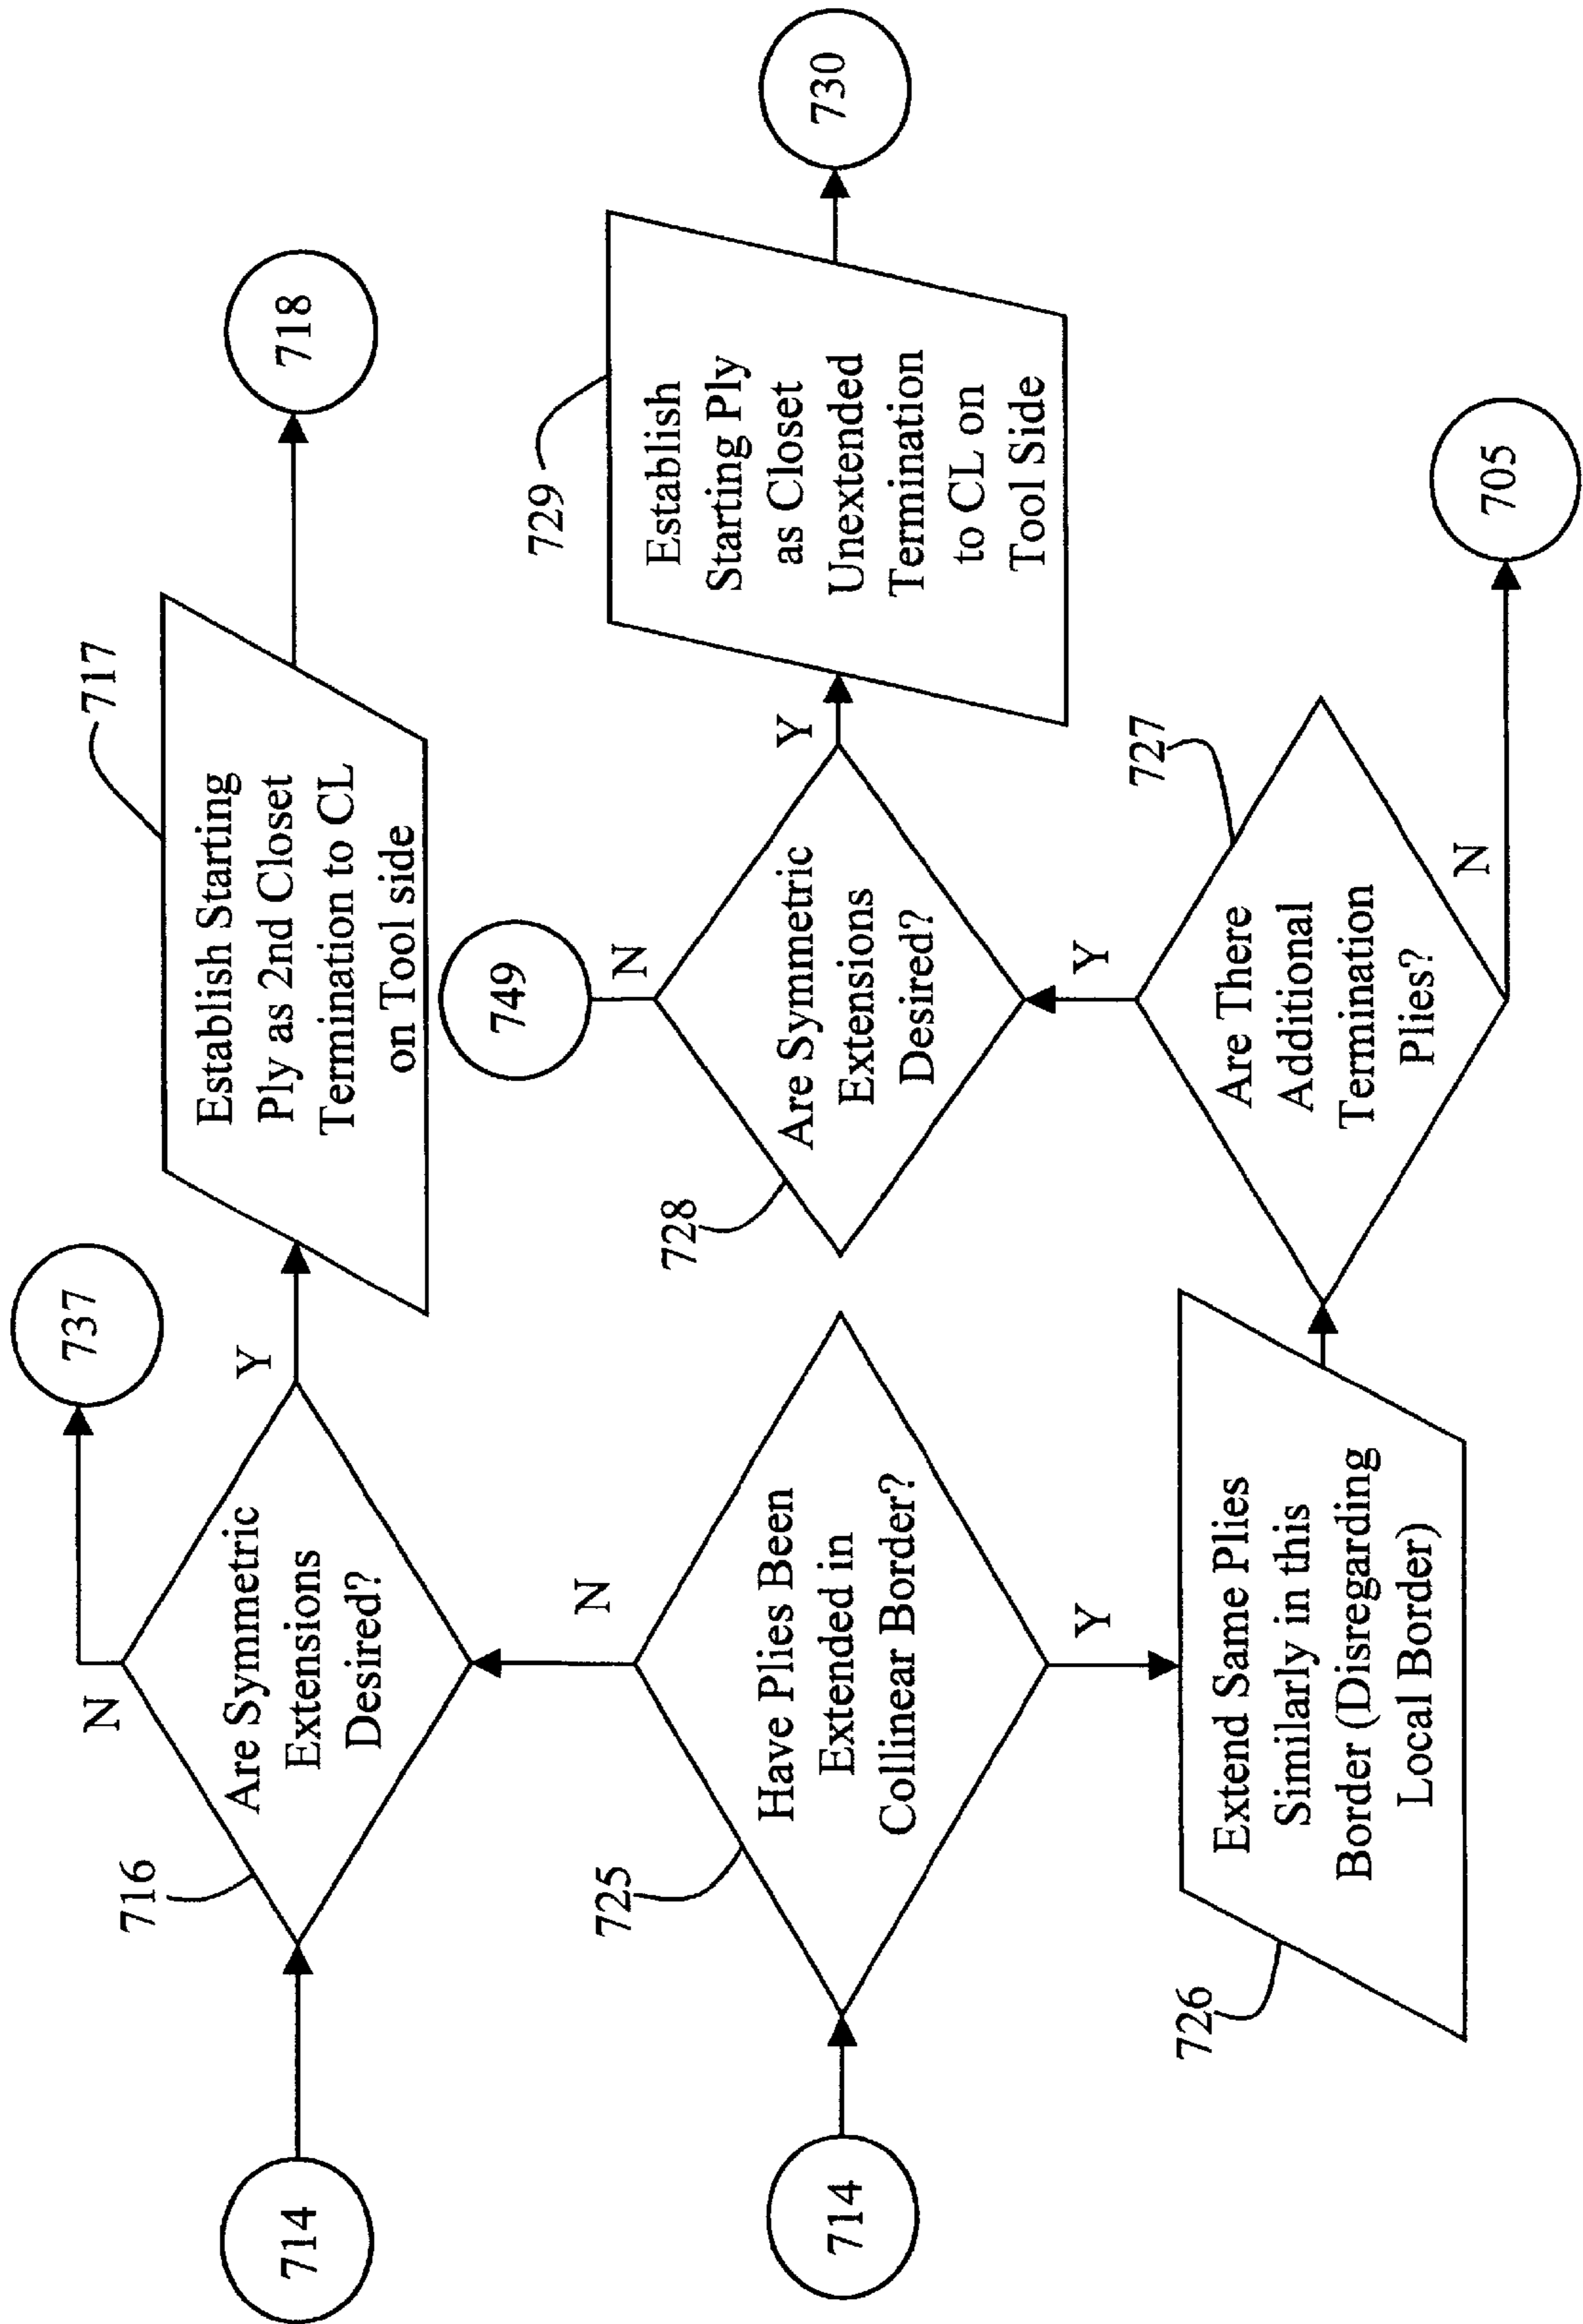 714
716
Are Symmetric
Extensions
Desired?
N
737
Y
717
Establish Starting
Ply as 2nd Closet
Termination to CL
on Tool side
718
714
725
Have Plies Been
Extended in
Collinear Border?
N
Y
728
Are Symmetric
Extensions
Desired?
N
749
Y
729
Establish
Starting Ply
as Closet
Unextended
Termination
to CL on
Tool Side
730
726
Extend Same Plies
Similarly in this
Border (Disregarding
Local Border)
727
Are There
Additional
Termination
Plies?
Y
N
705